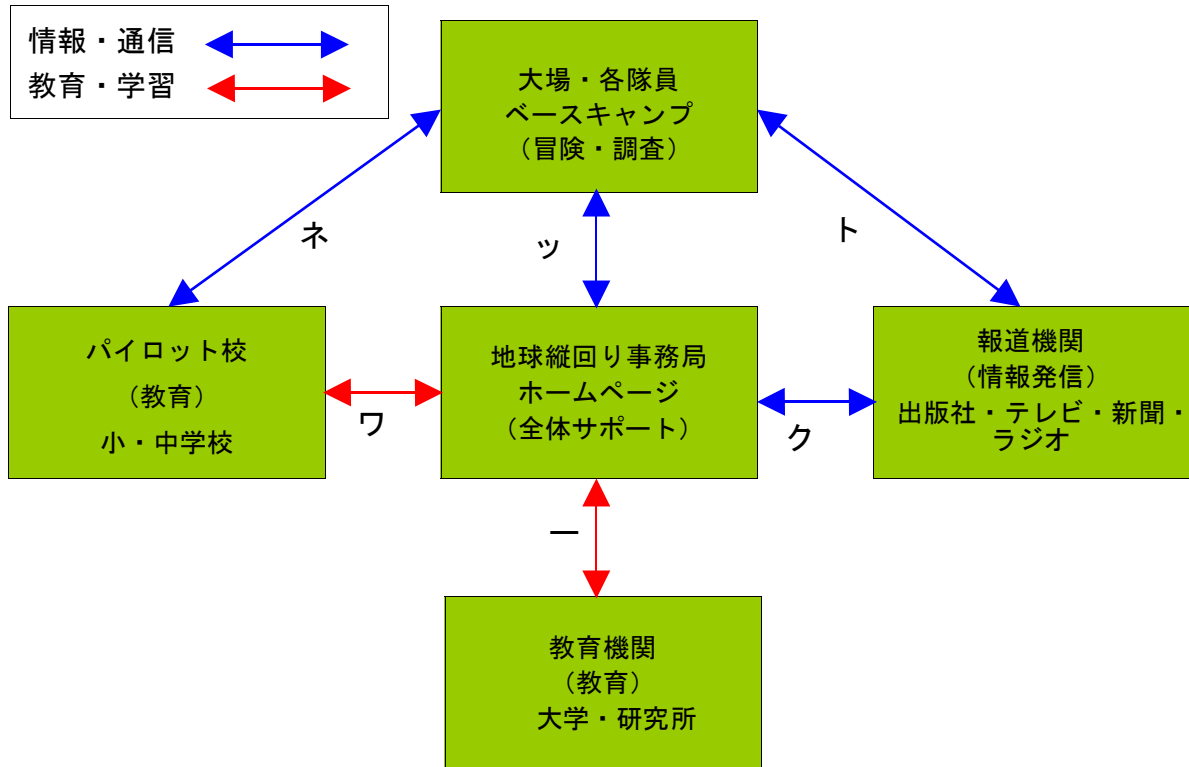 情報・通信
教育・学習
大場・各隊員
ベースキャンプ
（冒険・調査）
ネ
ッ
ト
パイロット校
（教育）
小・中学校
ワ
地球縦回り事務局
ホームページ
（全体サポート）
ク
報道機関
（情報発信）
出版社・テレビ・新聞・
ラジオ
ー
教育機関
（教育）
大学・研究所